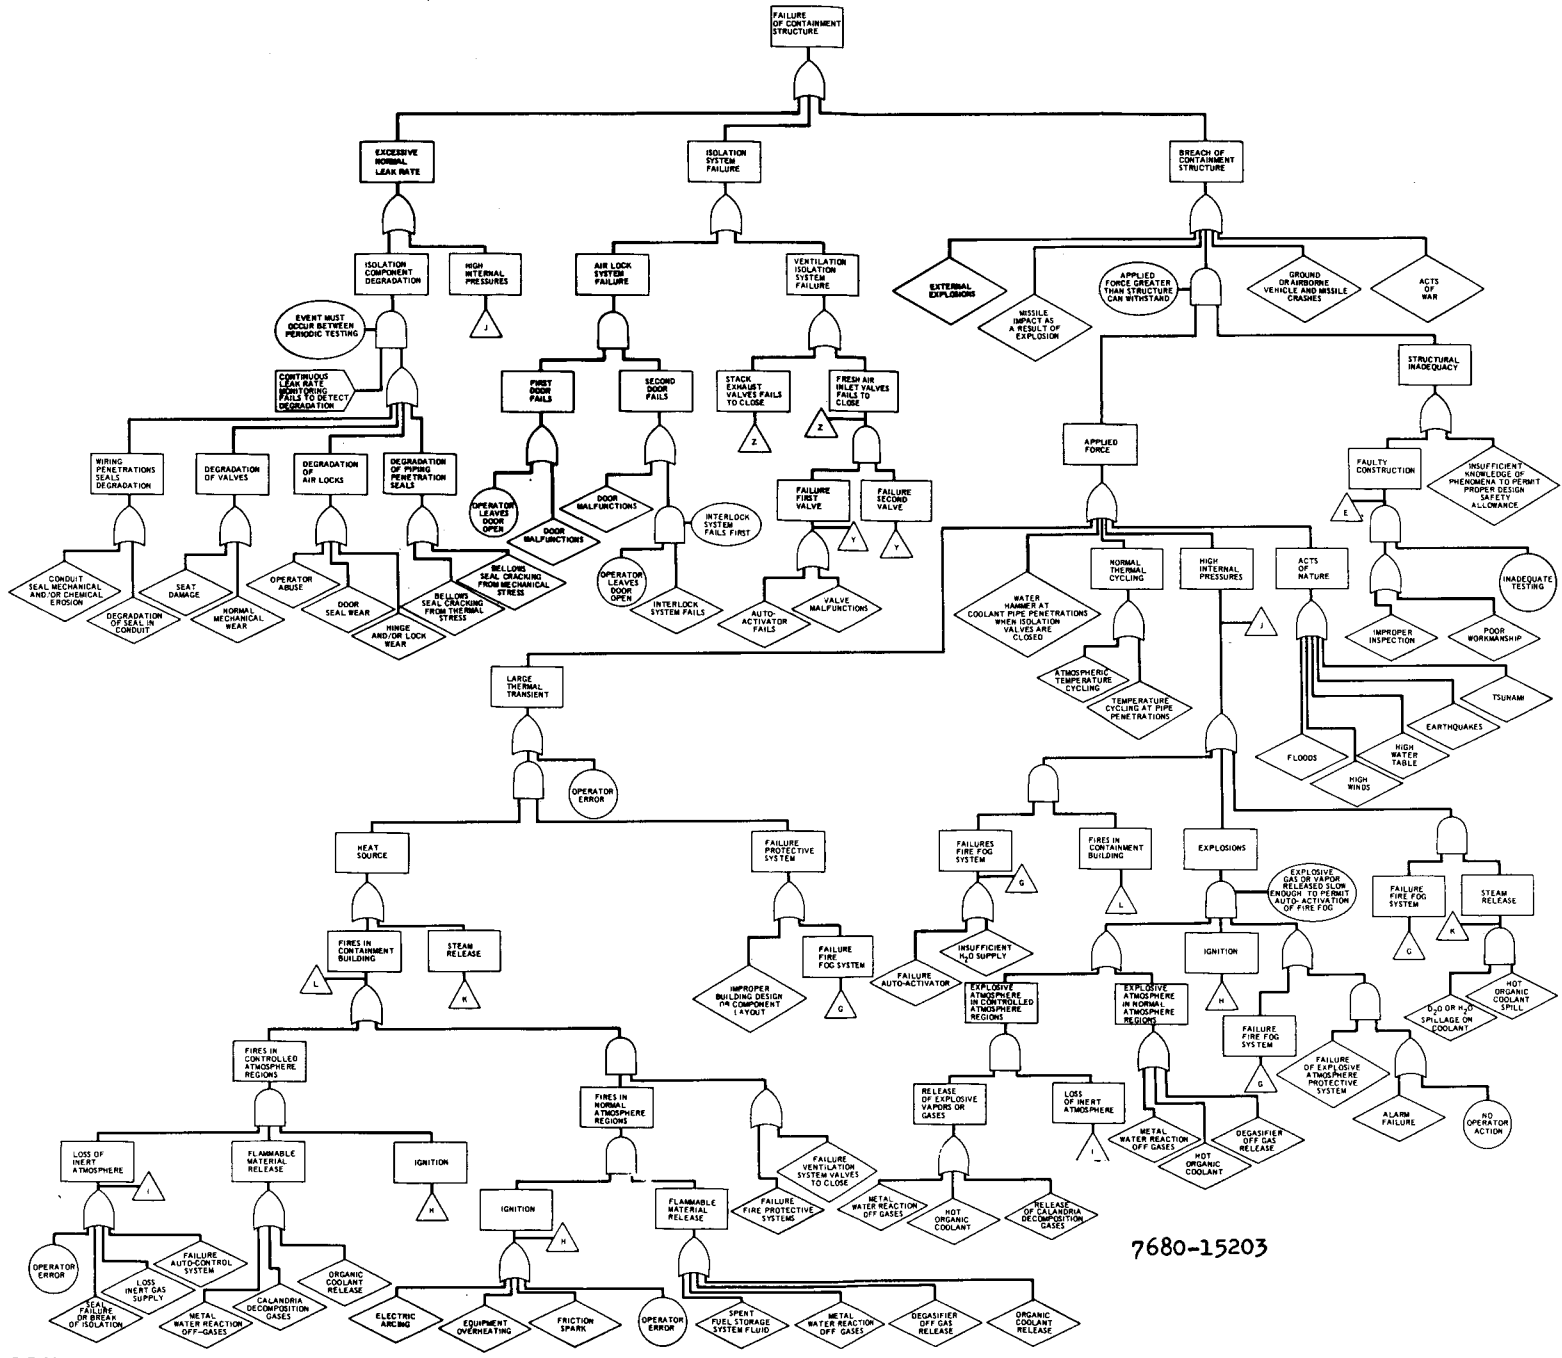 FAILURE
OF CONTAINMENT
STRUCTURE
EXCESSIVE
NORMAL
LEAK RATE
ISOLATION
SYSTEM
FAILURE
BREACH OF
CONTAINMENT
STRUCTURE
ISOLATION
COMPONENT
DEGRADATION
HIGH
INTERNAL
PRESSURES
J
AIR LOCK
SYSTEM
FAILURE
VENTILATION
ISOLATION
SYSTEM
FAILURE
EXTERNAL
EXPLOSIONS
MISSILE
IMPACT AS
A RESULT OF
EXPLOSION
APPLIED
FORCE GREATER
THAN STRUCTURE
CAN WITHSTAND
GROUND
OR AIRBORNE
VEHICLE AND MISSILE
CRASHES
ACTS
OF
WAR
EVENT MUST
OCCUR BETWEEN
PERIODIC TESTING
CONTINUOUS
LEAK RATE
MONITORING
FAILS TO DETECT
DEGRADATION
FIRST
DOOR
FAILS
SECOND
DOOR
FAILS
STACK
EXHAUST
VALVES FAILS
TO CLOSE
Z
FRESH AIR
INLET VALVES
FAILS TO
CLOSE
Z
STRUCTURAL
INADEQUACY
WIRING
PENETRATIONS
SEALS
DEGRADATION
DEGRADATION
OF VALVES
DEGRADATION
OF
AIR LOCKS
DEGRADATION
OF PIPING
PENETRATION
SEALS
OPERATOR
LEAVES
DOOR
OPEN
DOOR
MALFUNCTIONS
DOOR
MALFUNCTIONS
INTERLOCK
SYSTEM
FAILS FIRST
OPERATOR
LEAVES
DOOR
OPEN
INTERLOCK
SYSTEM FAILS
FAILURE
FIRST
VALVE
Y
FAILURE
SECOND
VALVE
Y
AUTO-
ACTIVATOR
FAILS
VALVE
MALFUNCTIONS
APPLIED
FORCE
FAULTY
CONSTRUCTION
E
INSUFFICIENT
KNOWLEDGE OF
PHENOMENA TO PERMIT
PROPER DESIGN
SAFETY
ALLOWANCE
CONDUIT
SEAL MECHANICAL
AND/OR CHEMICAL
EROSION
DEGRADATION
OF SEAL IN
CONDUIT
SEAT
DAMAGE
NORMAL
MECHANICAL
WEAR
OPERATOR
ABUSE
DOOR
SEAL WEAR
HINGE
AND/OR LOCK
WEAR
BELLOWS
SEAL CRACKING
FROM THERMAL
STRESS
BELLOWS
SEAL CRACKING
FROM MECHANICAL
STRESS
WATER
HAMMER AT
COOLANT PIPE PENETRATIONS
WHEN ISOLATION
VALVES ARE
CLOSED
NORMAL
THERMAL
CYCLING
HIGH
INTERNAL
PRESSURES
J
ACTS
OF
NATURE
INADEQUATE
TESTING
IMPROPER
INSPECTION
POOR
WORKMANSHIP
ATMOSPHERIC
TEMPERATURE
CYCLING
TEMPERATURE
CYCLING AT PIPE
PENETRATIONS
FLOODS
HIGH
WINDS
HIGH
WATER
TABLE
EARTHQUAKES
TSUNAMI
LARGE
THERMAL
TRANSIENT
OPERATOR
ERROR
HEAT
SOURCE
FAILURE
PROTECTIVE
SYSTEM
FAILURES
FIRE FOG
SYSTEM
G
FIRES IN
CONTAINMENT
BUILDING
L
EXPLOSIONS
EXPLOSIVE
GAS OR VAPOR
RELEASED SLOW
ENOUGH TO PERMIT
AUTO-ACTIVATION
OF FIRE FOG
FAILURE
FIRE FOG
SYSTEM
G
STEAM
RELEASE
K
FIRES IN
CONTAINMENT
BUILDING
L
STEAM
RELEASE
K
IMPROPER
BUILDING DESIGN
OR COMPONENT
LAYOUT
FAILURE
FIRE
FOG SYSTEM
G
FAILURE
AUTO-ACTIVATOR
INSUFFICIENT
H2O SUPPLY
EXPLOSIVE
ATMOSPHERE
IN CONTROLLED
ATMOSPHERE
REGIONS
EXPLOSIVE
ATMOSPHERE
IN NORMAL
ATMOSPHERE
REGIONS
IGNITION
H
FAILURE
FIRE FOG
SYSTEM
G
D2O OR H2O
SPILLAGE ON
COOLANT
HOT
ORGANIC
COOLANT
SPILL
FAILURE
OF EXPLOSIVE
ATMOSPHERE
PROTECTIVE
SYSTEM
ALARM
FAILURE
NO
OPERATOR
ACTION
FIRES IN
CONTROLLED
ATMOSPHERE
REGIONS
FIRES IN
NORMAL
ATMOSPHERE
REGIONS
RELEASE
OF EXPLOSIVE
VAPORS OR
GASES
LOSS
OF INERT
ATMOSPHERE
I
METAL
WATER REACTION
OFF GASES
HOT
ORGANIC
COOLANT
DEGASIFIER
OFF GAS
RELEASE
LOSS OF
INERT
ATMOSPHERE
I
FLAMMABLE
MATERIAL
RELEASE
IGNITION
H
IGNITION
H
FLAMMABLE
MATERIAL
RELEASE
FAILURE
FIRE PROTECTIVE
SYSTEMS
FAILURE
VENTILATION
SYSTEM VALVES
TO CLOSE
METAL
WATER REACTION
OFF GASES
HOT
ORGANIC
COOLANT
RELEASE
OF CALANDRIA
DECOMPOSITION
GASES
OPERATOR
ERROR
SEAL
FAILURE
OR BREAK
OF ISOLATION
LOSS
INERT GAS
SUPPLY
FAILURE
AUTO-CONTROL
SYSTEM
METAL
WATER REACTION
OFF-GASES
CALANDRIA
DECOMPOSITION
GASES
ORGANIC
COOLANT
RELEASE
ELECTRIC
ARCING
EQUIPMENT
OVERHEATING
FRICTION
SPARK
OPERATOR
ERROR
SPENT
FUEL STORAGE
SYSTEM FLUID
METAL
WATER REACTION
OFF GASES
DEGASIFIER
OFF GAS
RELEASE
ORGANIC
COOLANT
RELEASE
7680-15203